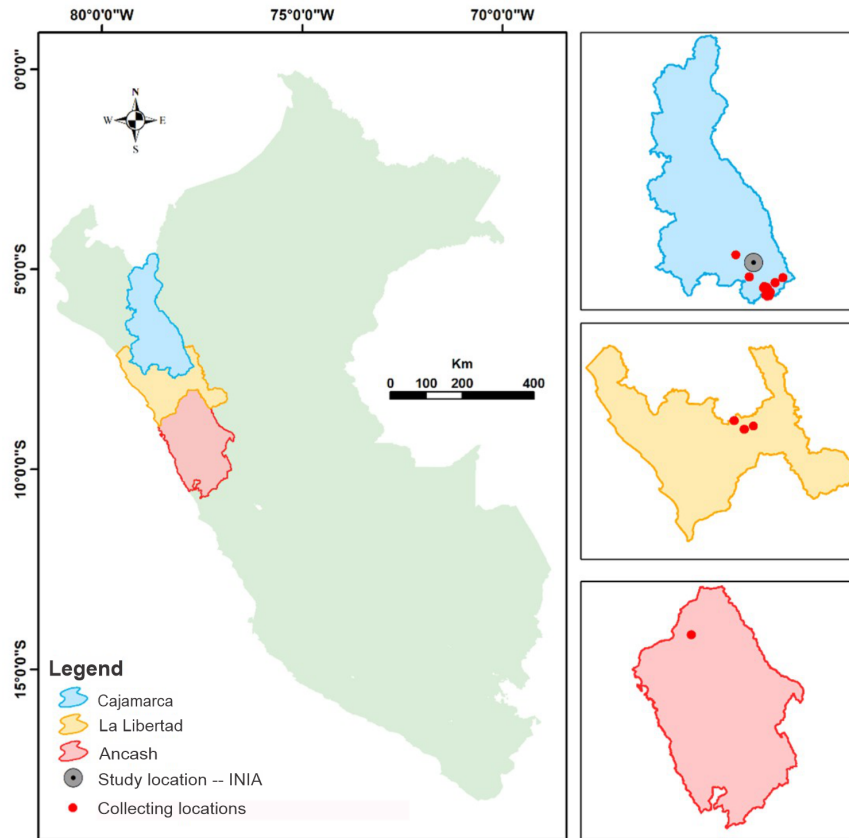 80°0'0"W 75°0'0"W 70°0'0"W
0°0'0"
N
W E
S
5°0'0"S
Km
0 100 200 400
10°0'0"S
15°0'0"S
Legend
Cajamarca
La Libertad
Ancash
Study location -- INIA
Collecting locations